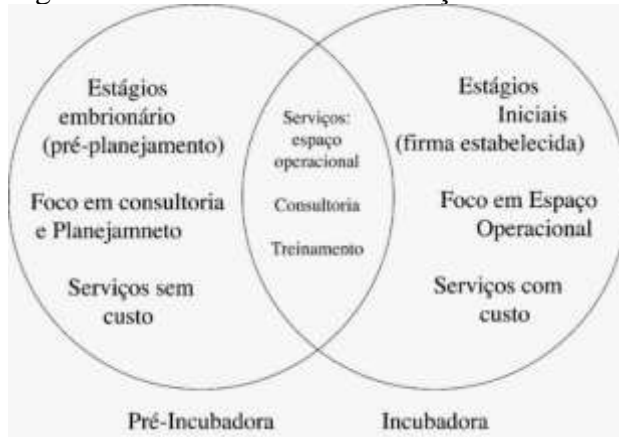 Estágios
embrionário
(pré-planejamento)
Foco em consultoria
e Planejamneto
Serviços sem
custo
Serviços:
espaço
operacional
Consultoria
Treinamento
Estágios
Iniciais
(firma estabelecida)
Foco em Espaço
Operacional
Serviços com
custo
Pré-Incubadora
Incubadora